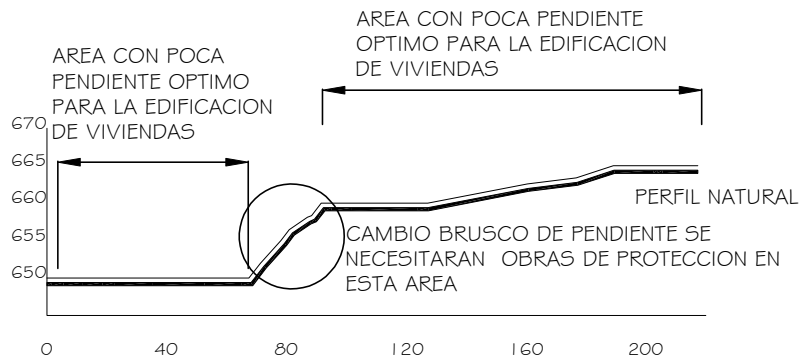 AREA CON POCA
PENDIENTE OPTIMO
PARA LA EDIFICACION
DE VIVIENDAS
AREA CON POCA PENDIENTE
OPTIMO PARA LA EDIFICACION
DE VIVIENDAS
670
665
660
655
650
PERFIL NATURAL
CAMBIO BRUSCO DE PENDIENTE SE
NECESITARAN OBRAS DE PROTECCION EN
ESTA AREA
0 40 80 120 160 200